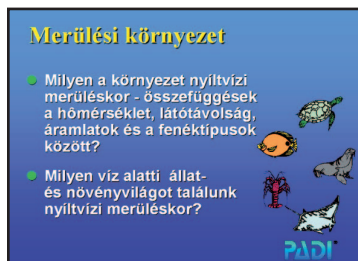 Merülési környezet
Milyen a környezet nyíltvízi
merüléskor - összefüggések
a hômérséklet, látótávolság,
áramlatok és a fenéktípusok
között?
Milyen víz alatti állat-
és növényvilágot találunk
nyíltvízi merüléskor?
PADI